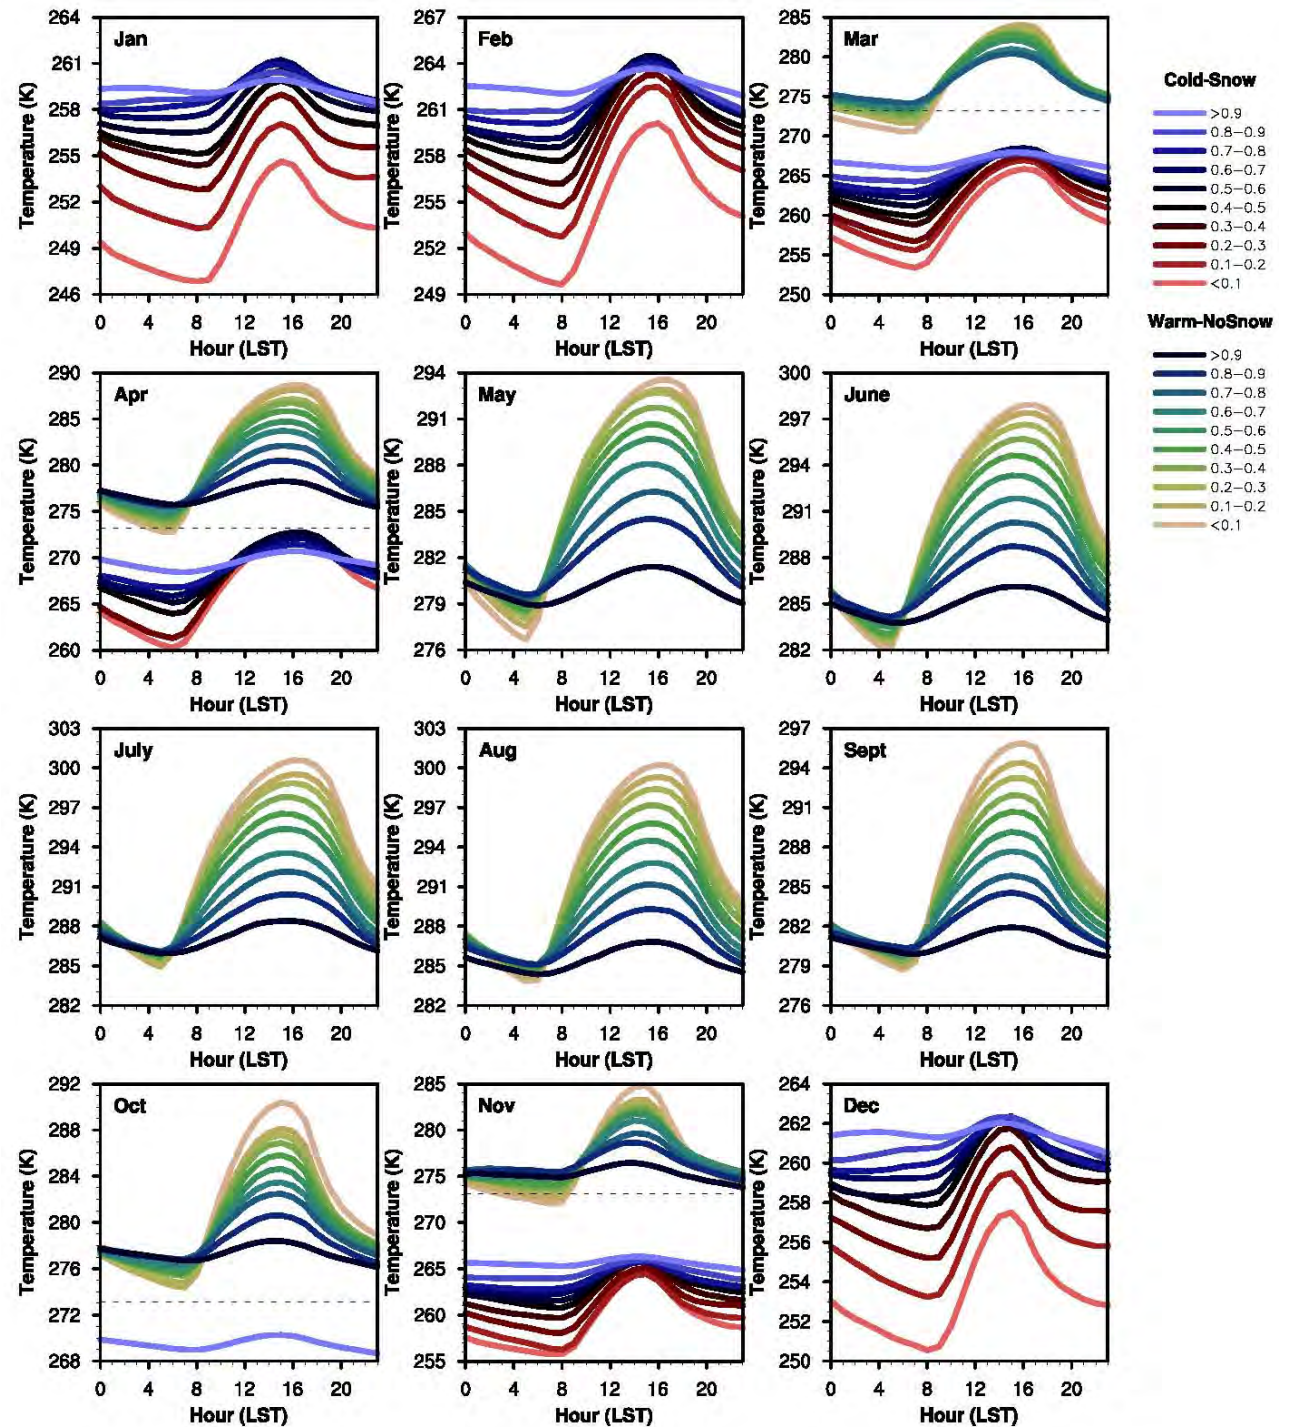 Jan
Feb
Mar
Temperature (K)
264
261
258
255
252
249
246
0 4 8 12 16 20
Hour (LST)
Temperature (K)
267
264
261
258
255
252
249
0 4 8 12 16 20
Hour (LST)
Temperature (K)
285
280
275
270
265
260
255
250
0 4 8 12 16 20
Hour (LST)
Cold-Snow
>0.9
0.8-0.9
0.7-0.8
0.6-0.7
0.5-0.6
0.4-0.5
0.3-0.4
0.2-0.3
0.1-0.2
<0.1
Warm-NoSnow
>0.9
0.8-0.9
0.7-0.8
0.6-0.7
0.5-0.6
0.4-0.5
0.3-0.4
0.2-0.3
0.1-0.2
<0.1
Apr
Temperature (K)
290
285
280
275
270
265
260
0 4 8 12 16 20
Hour (LST)
May
Temperature (K)
294
291
288
285
282
279
276
0 4 8 12 16 20
Hour (LST)
June
Temperature (K)
300
297
294
291
288
285
282
0 4 8 12 16 20
Hour (LST)
July
Temperature (K)
303
300
297
294
291
288
285
282
0 4 8 12 16 20
Hour (LST)
Aug
Temperature (K)
303
300
297
294
291
288
285
282
0 4 8 12 16 20
Hour (LST)
Sept
Temperature (K)
297
294
291
288
285
282
279
276
0 4 8 12 16 20
Hour (LST)
Oct
Temperature (K)
292
288
284
280
276
272
268
0 4 8 12 16 20
Hour (LST)
Nov
Temperature (K)
285
280
275
270
265
260
255
0 4 8 12 16 20
Hour (LST)
Dec
Temperature (K)
264
262
260
258
256
254
252
250
0 4 8 12 16 20
Hour (LST)